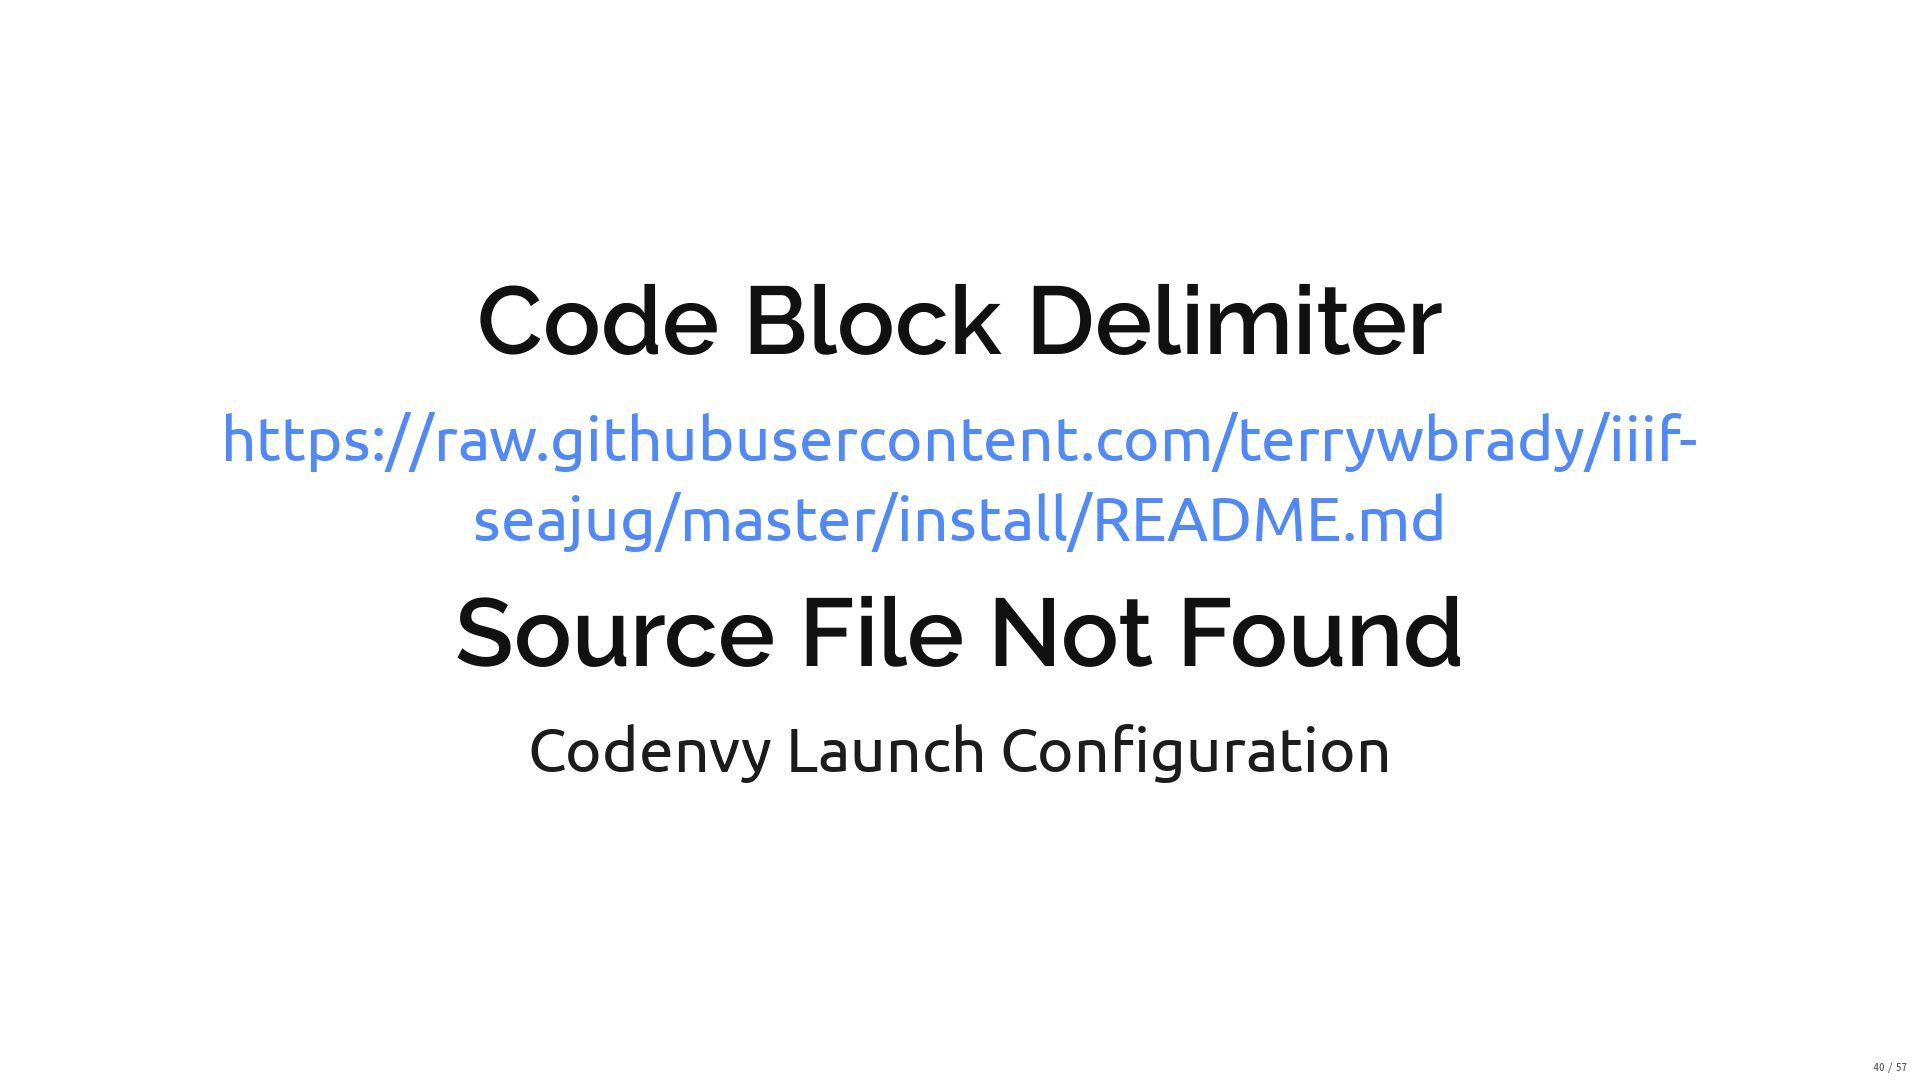 Code Block Delimiter
https://raw.githubusercontent.com/terrywbrady/iiif-
seajug/master/install/README.md
Source File Not Found
Codenvy Launch Configuration
40 / 57